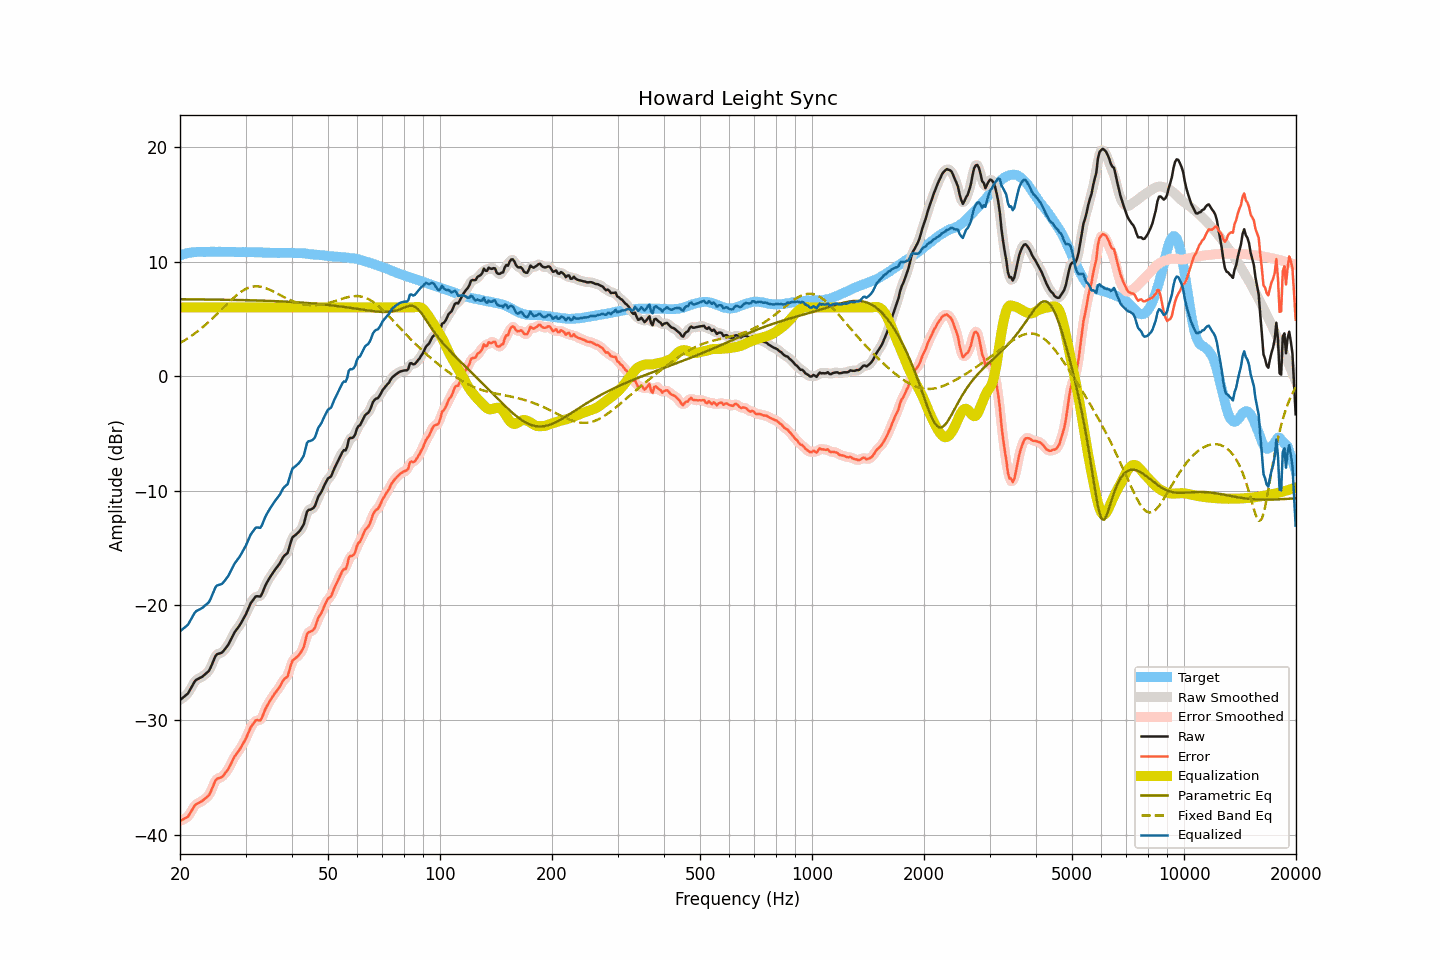 Howard Leight Sync
20
10
0
−10
−20
−30
−40
Amplitude (dBr)
20
50
100
200
500
1000
2000
5000
10000
20000
Frequency (Hz)
Target
Raw Smoothed
Error Smoothed
Raw
Error
Equalization
Parametric Eq
Fixed Band Eq
Equalized